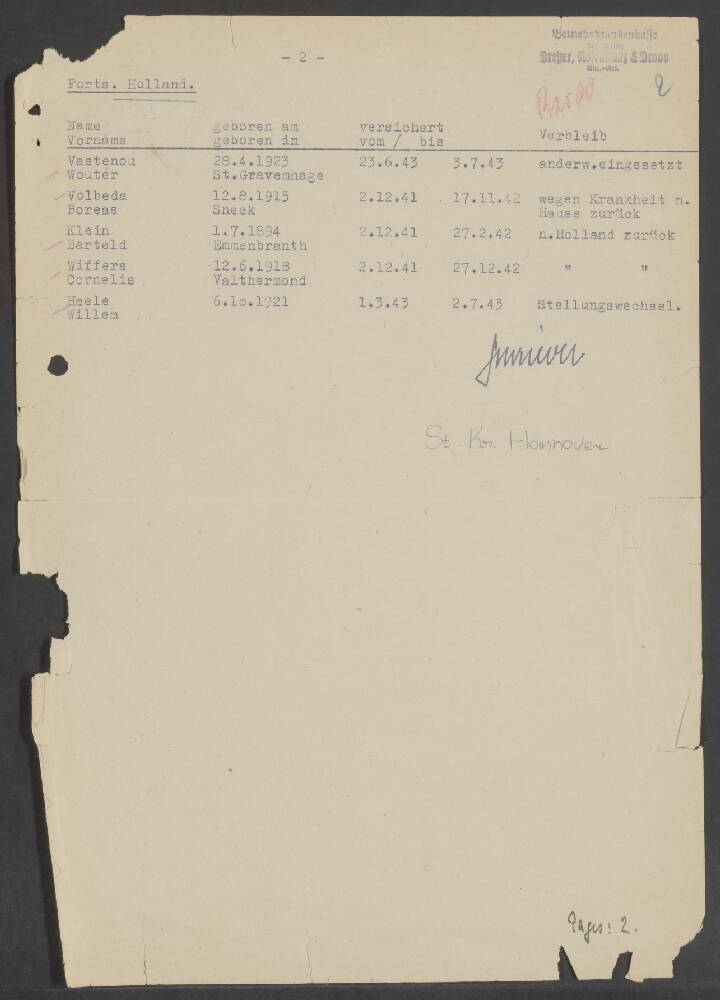 - 2 -
Betriebskrankenkasse
Dreyer, Rosenkranz & Droop
2
Forts. Holland.
Name geboren am versichert Verbleib
Vorname geboren in vom / bis
Vastenou 28.4.1923 23.6.43 3.7.43 anderw.eingesetzt
Wouter St.Gravemhage
Volbeda 12.8.1915 2.12.41 17.11.42 wegen Krankheit n.
Boreas Sneek Hause zurück
Klein 1.7.1894 2.12.41 27.2.42 n.Holland zurück
Barteld Emmenbranth
Wiffers 12.6.1918 2.12.41 27.12.42 " "
Cornelis Valthermond
Heele 6.1o.1921 1.3.43 2.7.43 Stellungswechsel.
Willem
St. Kr. Hannover
Pages: 2.